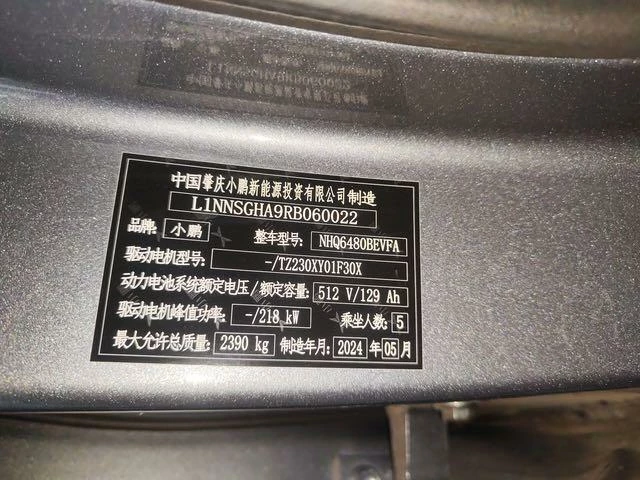 中国肇庆小鹏新能源投资有限公司制造
L1NNSGHA9RB060022
品牌: 小鹏 整车型号: NHQ6480BEVFA
驱动电机型号: -/TZ230XY01F30X
动力电池系统额定电压/额定容量: 512 V/129 Ah
驱动电机峰值功率: -/218 kW 乘坐人数: 5
最大允许总质量: 2390 kg 制造年月: 2024 年 05 月